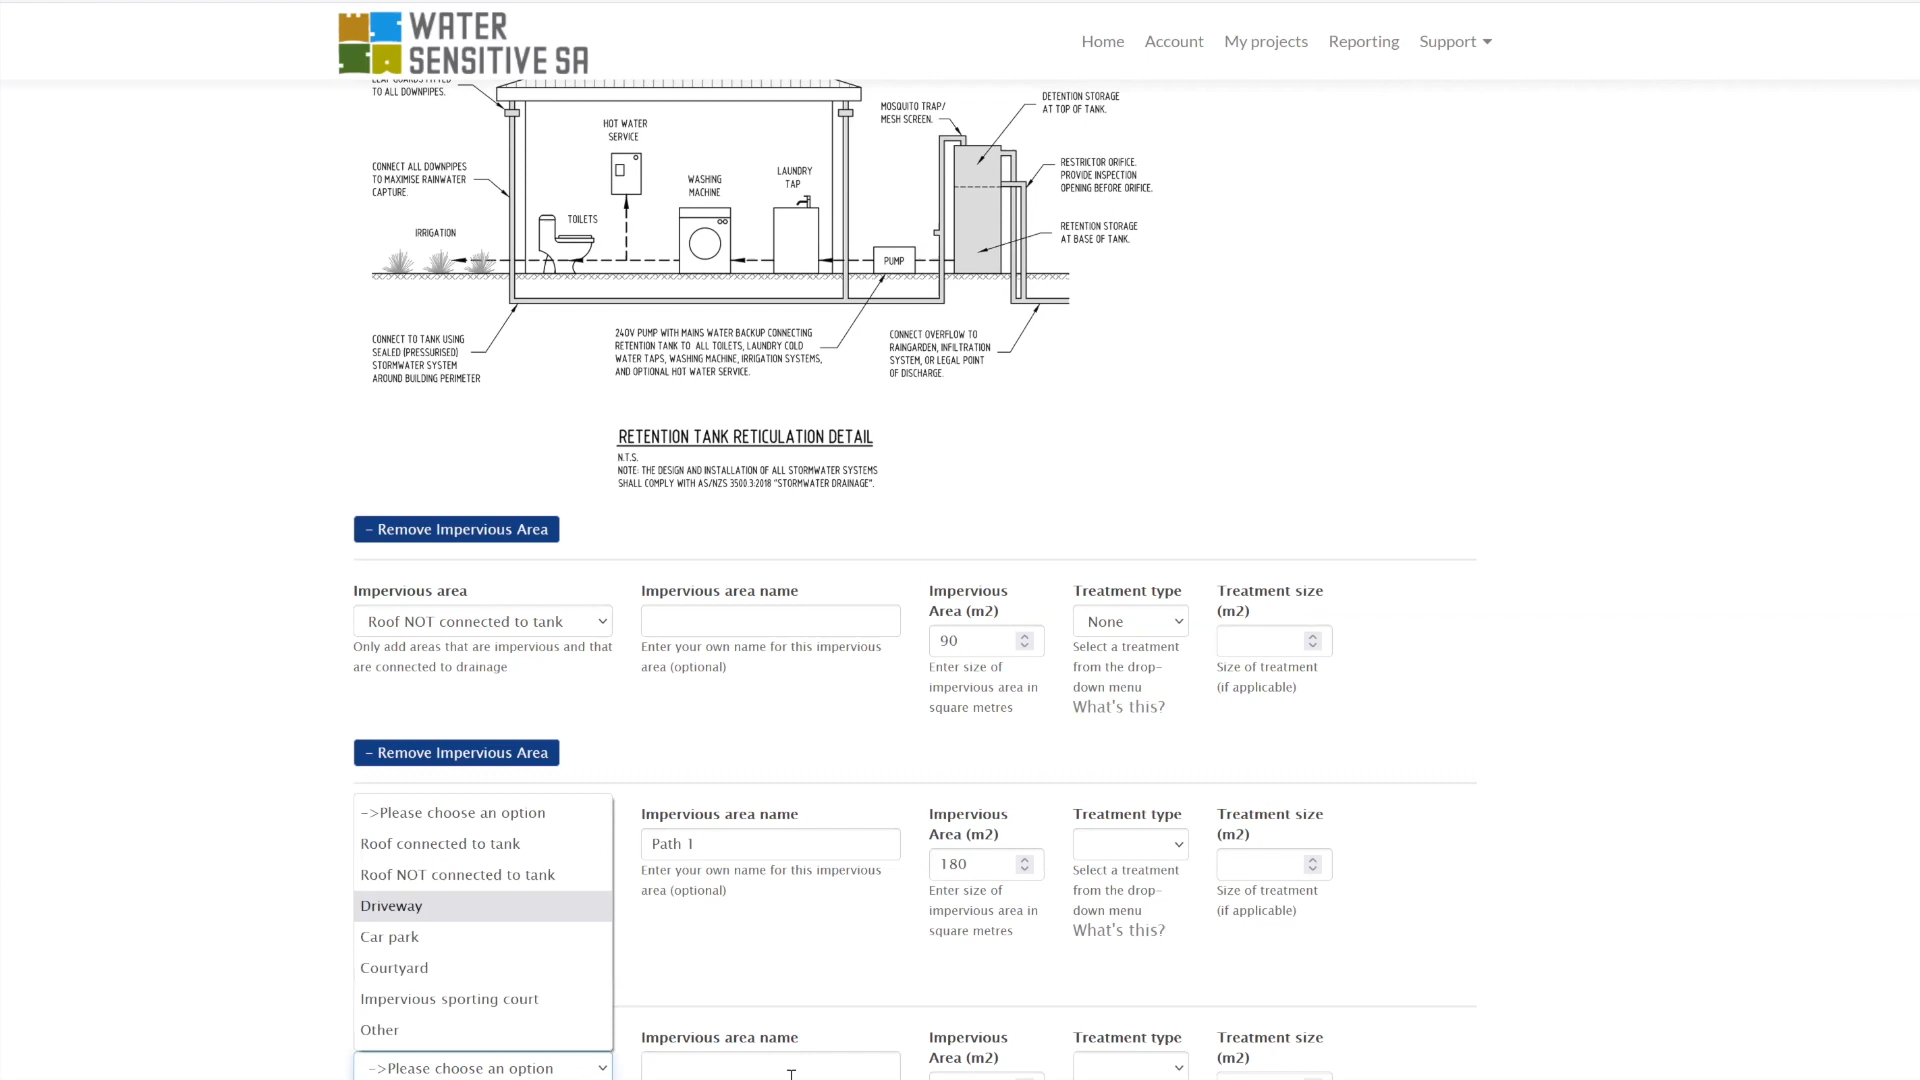 WATER
SENSITIVE SA
Home
Account
My projects
Reporting
Support
LEAF GUARDS FITTED
TO ALL DOWNPIPES.
HOT WATER
SERVICE
MOSQUITO TRAP/
MESH SCREEN.
DETENTION STORAGE
AT TOP OF TANK.
CONNECT ALL DOWNPIPES
TO MAXIMISE RAINWATER
CAPTURE.
WASHING
MACHINE
LAUNDRY
TAP
RESTRICTOR ORIFICE.
PROVIDE INSPECTION
OPENING BEFORE ORIFICE.
TOILETS
IRRIGATION
RETENTION STORAGE
AT BASE OF TANK.
PUMP
CONNECT TO TANK USING
SEALED (PRESSURISED)
STORMWATER SYSTEM
AROUND BUILDING PERIMETER
240V PUMP WITH MAINS WATER BACKUP CONNECTING
RETENTION TANK TO ALL TOILETS, LAUNDRY COLD
WATER TAPS, WASHING MACHINE, IRRIGATION SYSTEMS,
AND OPTIONAL HOT WATER SERVICE.
CONNECT OVERFLOW TO
RAINGARDEN, INFILTRATION
SYSTEM, OR LEGAL POINT
OF DISCHARGE.
RETENTION TANK RETICULATION DETAIL
N.T.S.
NOTE: THE DESIGN AND INSTALLATION OF ALL STORMWATER SYSTEMS
SHALL COMPLY WITH AS/NZS 3500.3:2018 "STORMWATER DRAINAGE".
- Remove Impervious Area
Impervious area
Roof NOT connected to tank
Only add areas that are impervious and that
are connected to drainage
Impervious area name
Enter your own name for this impervious
area (optional)
Impervious
Area (m2)
90
Enter size of
impervious area in
square metres
Treatment type
None
Select a treatment
from the drop-
down menu
What's this?
Treatment size
(m2)
Size of treatment
(if applicable)
- Remove Impervious Area
->Please choose an option
Roof connected to tank
Roof NOT connected to tank
Driveway
Car park
Courtyard
Impervious sporting court
Other
Impervious area name
Path 1
Enter your own name for this impervious
area (optional)
Impervious
Area (m2)
180
Enter size of
impervious area in
square metres
Treatment type
Select a treatment
from the drop-
down menu
What's this?
Treatment size
(m2)
Size of treatment
(if applicable)
->Please choose an option
Impervious area name
Impervious
Area (m2)
Treatment type
Treatment size
(m2)